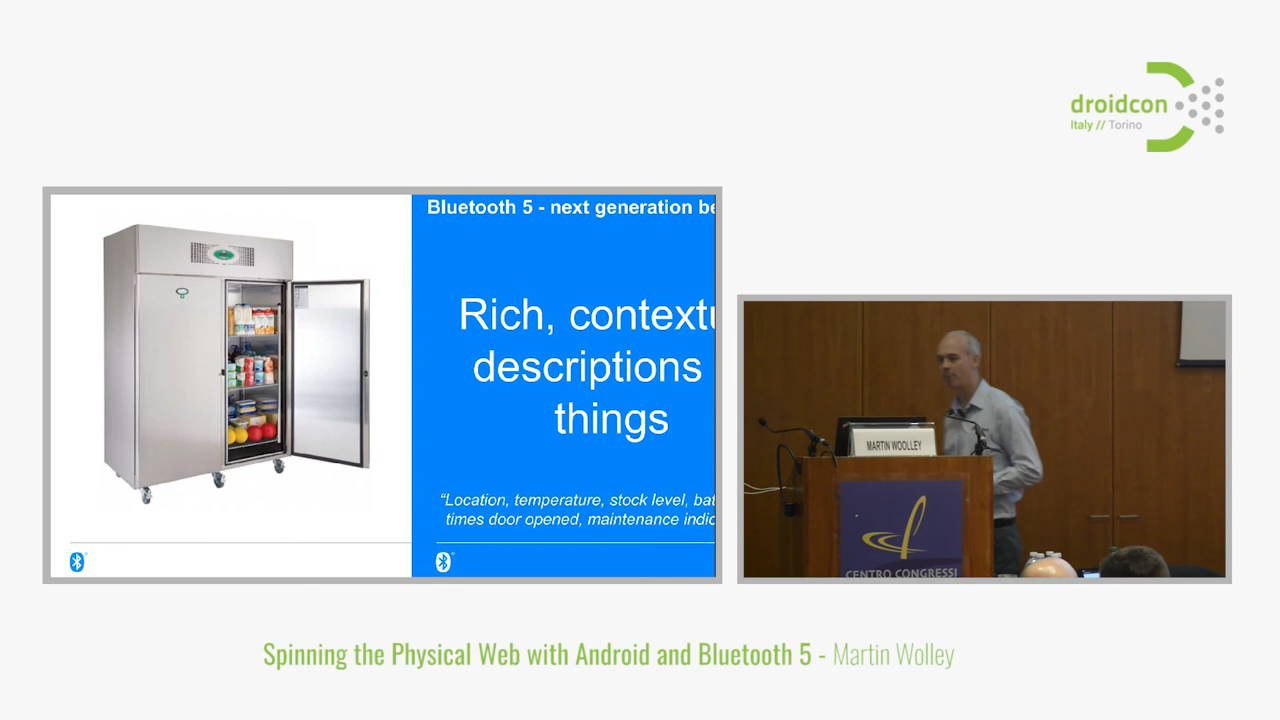 droidcon
Italy // Torino
Bluetooth 5 - next generation be
Rich, contextu
descriptions
things
“Location, temperature, stock level, bat
times door opened, maintenance indic
MARTIN WOOLLEY
CENTRO CONGRESSI
Spinning the Physical Web with Android and Bluetooth 5 - Martin Wolley